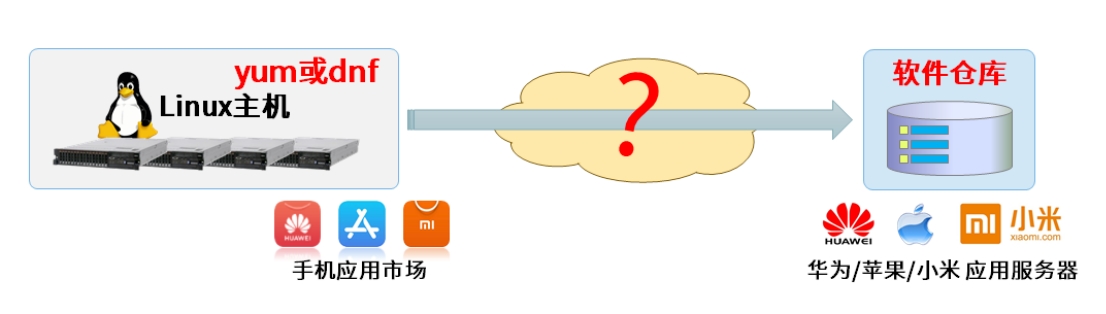 yum或dnf
Linux主机
?
软件仓库
HUAWEI
mi
手机应用市场
HUAWEI
mi 小米
xiaomi.com
华为/苹果/小米 应用服务器